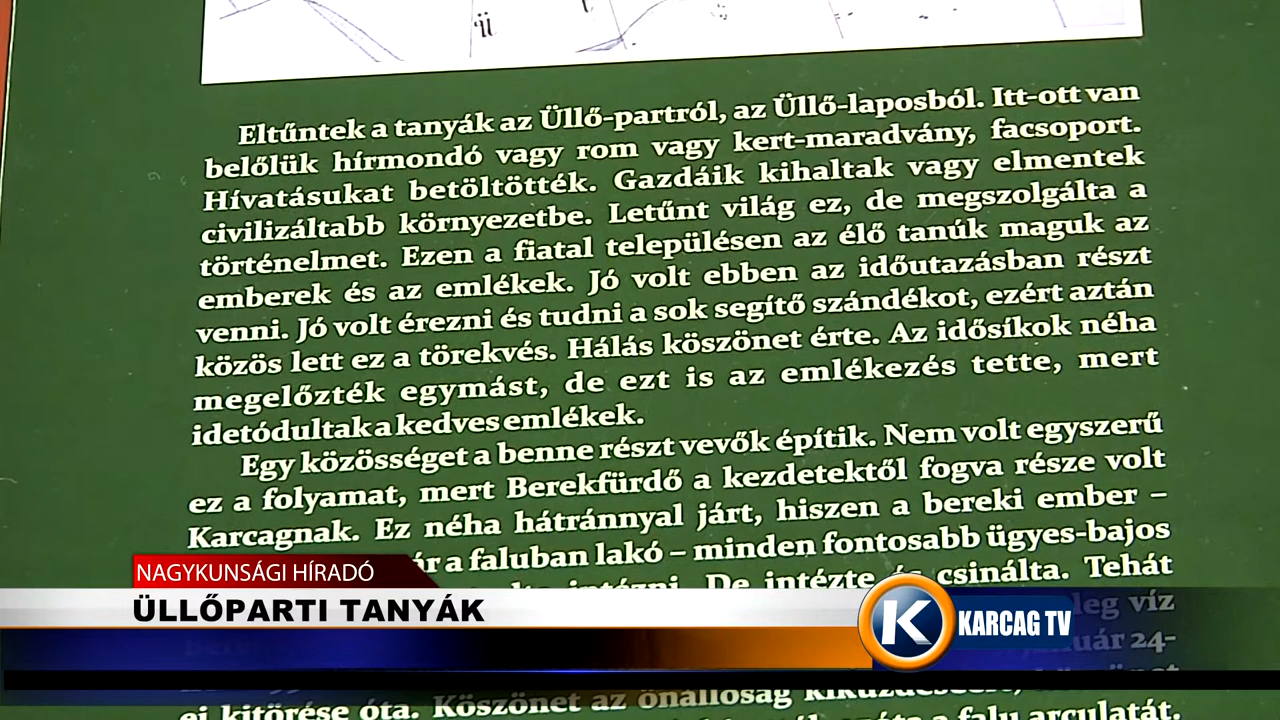 ü
Eltűntek a tanyák az Üllő-partról, az Üllő-laposból. Itt-ott van
belőlük hírmondó vagy rom vagy kert-maradvány, facsoport.
Hívatásukat betöltötték. Gazdáik kihaltak vagy elmentek
civilizáltabb környezetbe. Letűnt világ ez, de megszolgálta a
történelmet. Ezen a fiatal településen az élő tanúk maguk az
emberek és az emlékek. Jó volt ebben az időutazásban részt
venni. Jó volt érezni és tudni a sok segítő szándékot, ezért aztán
közös lett ez a törekvés. Hálás köszönet érte. Az idősíkok néha
megelőzték egymást, de ezt is az emlékezés tette, mert
idetódultak a kedves emlékek.
Egy közösséget a benne részt vevők építik. Nem volt egyszerű
ez a folyamat, mert Berekfürdő a kezdetektől fogva része volt
Karcagnak. Ez néha hátránnyal járt, hiszen a bereki ember –
a faluban lakó – minden fontosabb ügyes-bajos
intézni. De intézte és csinálta. Tehát
víz
24-
ei kitörése óta. Köszönet az önállóság
a falu arculatát.
NAGYKUNSÁGI HÍRADÓ
ÜLLŐPARTI TANYÁK
K KARCAG TV